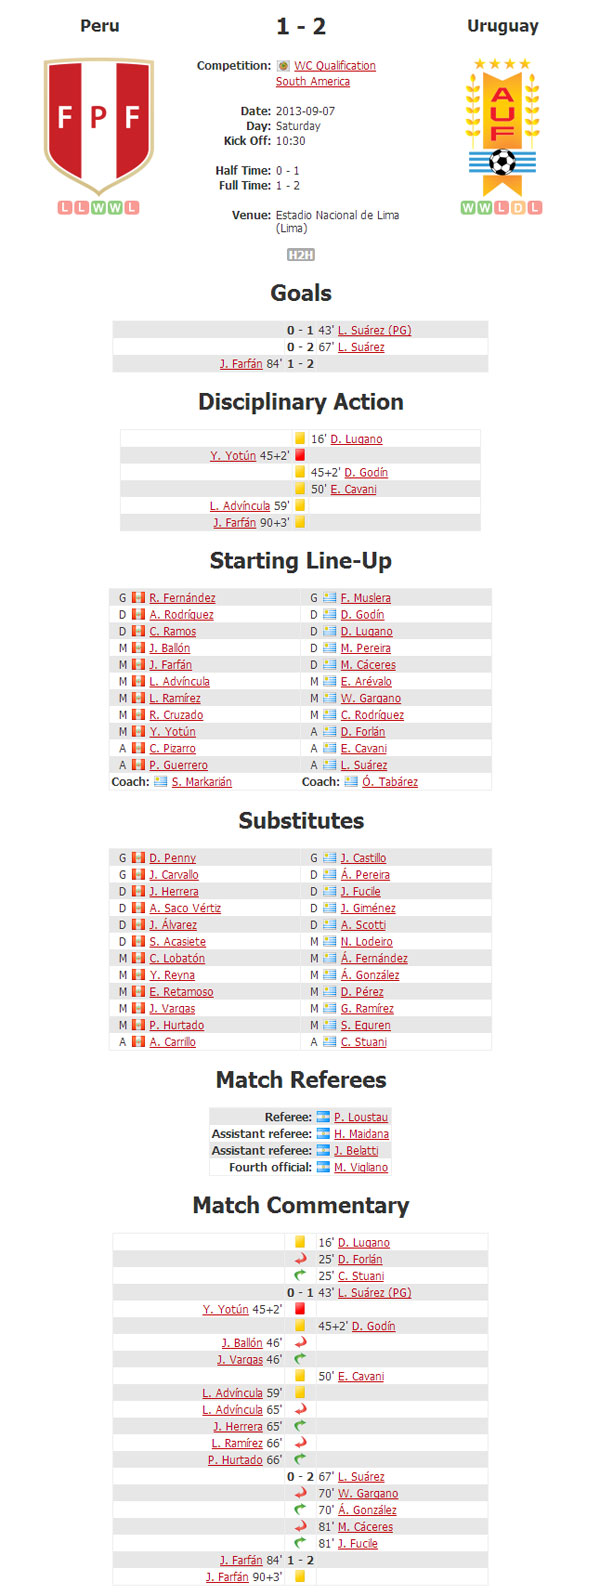 Peru 1 - 2 Uruguay
F P F
AUF
Competition: WC Qualification
South America
Date: 2013-09-07
Day: Saturday
Kick Off: 10:30
Half Time: 0 - 1
Full Time: 1 - 2
L L W W L
W W L D L
Venue: Estadio Nacional de Lima
(Lima)
H2H
Goals
0 - 1 43' L. Suárez (PG)
0 - 2 67' L. Suárez
J. Farfán 84' 1 - 2
Disciplinary Action
16' D. Lugano
Y. Yotún 45+2'
45+2' D. Godín
50' E. Cavani
L. Advíncula 59'
J. Farfán 90+3'
Starting Line-Up
G R. Fernández G F. Muslera
D A. Rodríguez D D. Godín
D C. Ramos D D. Lugano
M J. Ballón D M. Pereira
M J. Farfán D M. Cáceres
M L. Advíncula M E. Arévalo
M L. Ramírez M W. Gargano
M R. Cruzado M C. Rodríguez
M Y. Yotún A D. Forlán
A C. Pizarro A E. Cavani
A P. Guerrero A L. Suárez
Coach: S. Markarián Coach: Ó. Tabárez
Substitutes
G D. Penny G J. Castillo
G J. Carvallo D Á. Pereira
D J. Herrera D J. Fucile
D A. Saco Vértiz D J. Giménez
D J. Álvarez D A. Scotti
D S. Acasiete M N. Lodeiro
M C. Lobatón M Á. Fernández
M Y. Reyna M Á. González
M E. Retamoso M D. Pérez
M J. Vargas M G. Ramírez
M P. Hurtado M S. Eguren
A A. Carrillo A C. Stuani
Match Referees
Referee: P. Loustau
Assistant referee: H. Maidana
Assistant referee: J. Belatti
Fourth official: M. Vigliano
Match Commentary
16' D. Lugano
25' D. Forlán
25' C. Stuani
0 - 1 43' L. Suárez (PG)
Y. Yotún 45+2'
45+2' D. Godín
J. Ballón 46'
J. Vargas 46'
50' E. Cavani
L. Advíncula 59'
L. Advíncula 65'
J. Herrera 65'
L. Ramírez 66'
P. Hurtado 66'
0 - 2 67' L. Suárez
70' W. Gargano
70' Á. González
81' M. Cáceres
81' J. Fucile
J. Farfán 84' 1 - 2
J. Farfán 90+3'